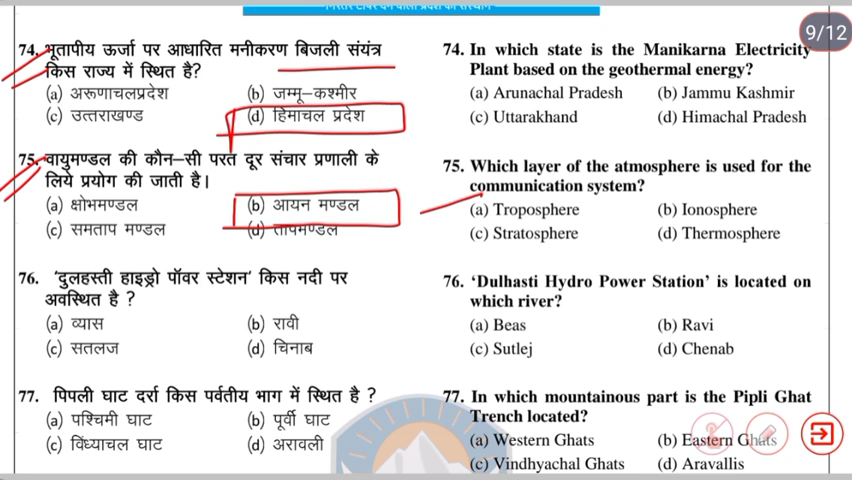 निरंतर टॉपर देने वाला प्रदेश का संस्थान
9/12
74. भूतापीय ऊर्जा पर आधारित मनीकरण बिजली संयंत्र
किस राज्य में स्थित है?
(a) अरूणाचलप्रदेश (b) जम्मू–कश्मीर
(c) उत्तराखण्ड (d) हिमाचल प्रदेश
75. वायुमण्डल की कौन–सी परत दूर संचार प्रणाली के
लिये प्रयोग की जाती है।
(a) क्षोभमण्डल (b) आयन मण्डल
(c) समताप मण्डल (d) तापमण्डल
76. 'दुलहस्ती हाइड्रो पॉवर स्टेशन' किस नदी पर
अवस्थित है ?
(a) व्यास (b) रावी
(c) सतलज (d) चिनाब
77. पिपली घाट दर्रा किस पर्वतीय भाग में स्थित है ?
(a) पश्चिमी घाट (b) पूर्वी घाट
(c) विंध्याचल घाट (d) अरावली
74. In which state is the Manikarna Electricity
Plant based on the geothermal energy?
(a) Arunachal Pradesh (b) Jammu Kashmir
(c) Uttarakhand (d) Himachal Pradesh
75. Which layer of the atmosphere is used for the
communication system?
(a) Troposphere (b) Ionosphere
(c) Stratosphere (d) Thermosphere
76. ‘Dulhasti Hydro Power Station’ is located on
which river?
(a) Beas (b) Ravi
(c) Sutlej (d) Chenab
77. In which mountainous part is the Pipli Ghat
Trench located?
(a) Western Ghats (b) Eastern Ghats
(c) Vindhyachal Ghats (d) Aravallis